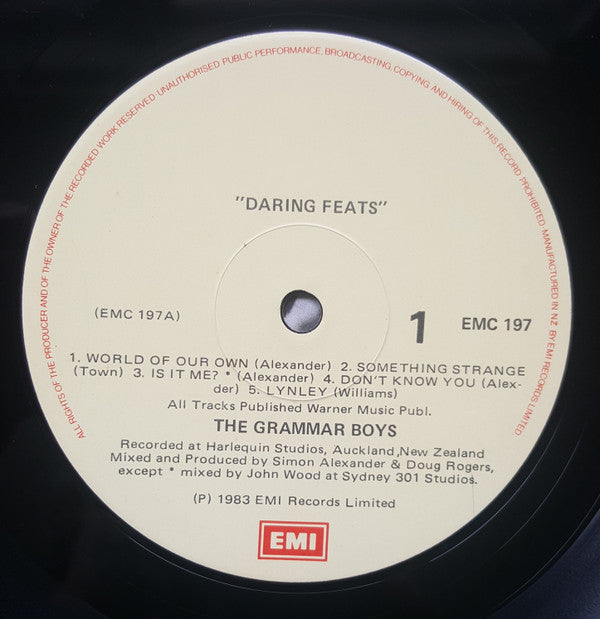 ALL RIGHTS OF THE PRODUCER AND OF THE OWNER OF THE RECORDED WORK RESERVED·UNAUTHORISED PUBLIC PERFORMANCE, BROADCASTING, COPYING AND HIRING OF THIS RECORD PROHIBITED·MANUFACTURED IN NZ BY EMI RECORDS LIMITED
"DARING FEATS"
(EMC 197A) 1 EMC 197
1. WORLD OF OUR OWN (Alexander) 2. SOMETHING STRANGE
(Town) 3. IS IT ME? * (Alexander) 4. DON'T KNOW YOU (Alex-
der) 5. LYNLEY (Williams)
All Tracks Published Warner Music Publ.
THE GRAMMAR BOYS
Recorded at Harlequin Studios, Auckland,New Zealand
Mixed and Produced by Simon Alexander & Doug Rogers,
except * mixed by John Wood at Sydney 301 Studios.
(P) 1983 EMI Records Limited
EMI